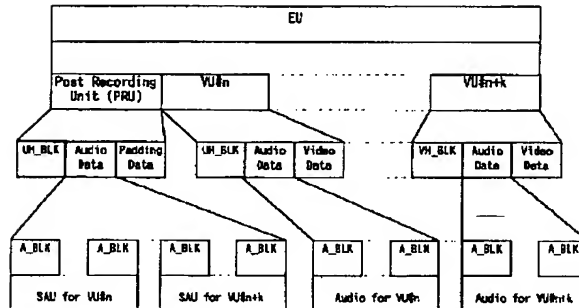 EU
Post Recording Unit (PRU) VU#n VU#n+k
UH_BLK Audio Data Padding Data UH_BLK Audio Data Video Data VH_BLK Audio Data Video Data
A_BLK A_BLK A_BLK A_BLK A_BLK A_BLK A_BLK A_BLK
SAU for VU#n SAU for VU#n+k Audio for VU#n Audio for VU#n+k